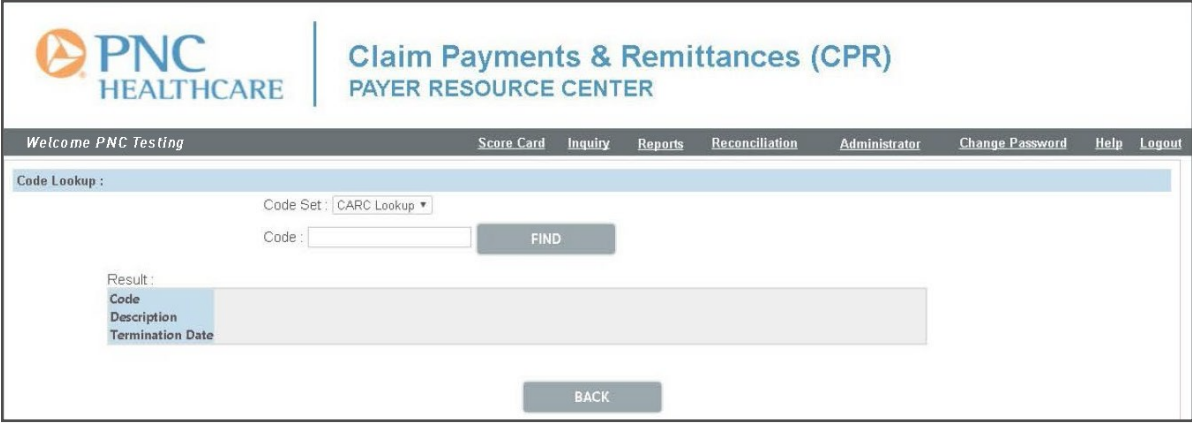 PNC
HEALTHCARE
Claim Payments & Remittances (CPR)
PAYER RESOURCE CENTER
Welcome PNC Testing Score Card Inquiry Reports Reconciliation Administrator Change Password Help Logout
Code Lookup :
Code Set : CARC Lookup ▼
Code : FIND
Result :
Code
Description
Termination Date
BACK